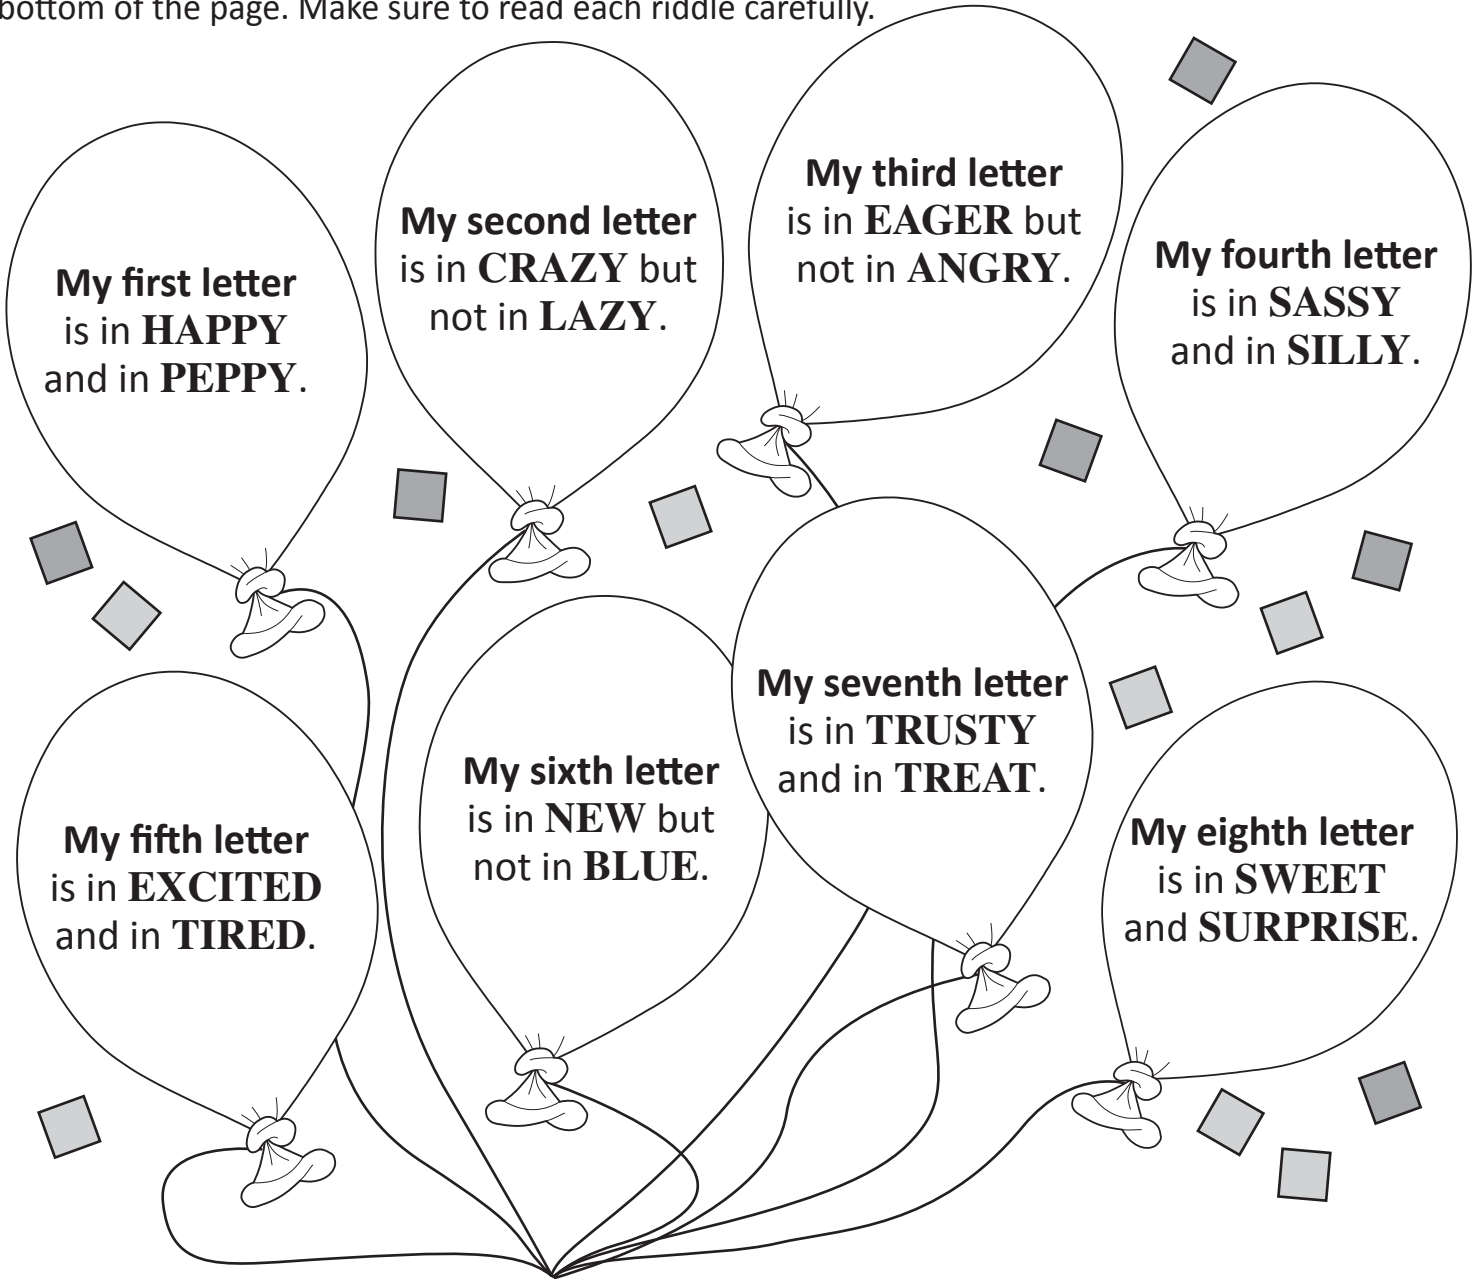 bottom of the page. Make sure to read each riddle carefully.
My first letter
is in HAPPY
and in PEPPY.
My second letter
is in CRAZY but
not in LAZY.
My third letter
is in EAGER but
not in ANGRY.
My fourth letter
is in SASSY
and in SILLY.
My fifth letter
is in EXCITED
and in TIRED.
My sixth letter
is in NEW but
not in BLUE.
My seventh letter
is in TRUSTY
and in TREAT.
My eighth letter
is in SWEET
and SURPRISE.